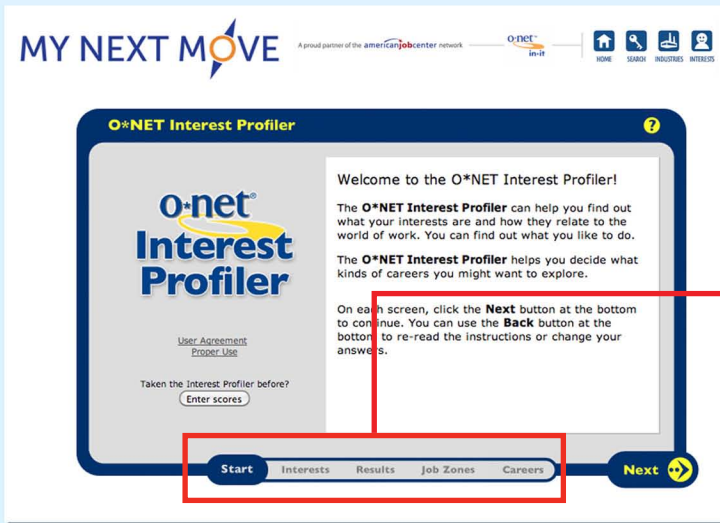 MY NEXT MOVE
A proud partner of the americanjobcenter network
o·net
in-it
HOME
SEARCH
INDUSTRIES
INTERESTS
O*NET Interest Profiler
?
o*net®
Interest
Profiler
User Agreement
Proper Use
Taken the Interest Profiler before?
Enter scores
Welcome to the O*NET Interest Profiler!
The O*NET Interest Profiler can help you find out
what your interests are and how they relate to the
world of work. You can find out what you like to do.
The O*NET Interest Profiler helps you decide what
kinds of careers you might want to explore.
On each screen, click the Next button at the bottom
to continue. You can use the Back button at the
bottom to re-read the instructions or change your
answers.
Start
Interests
Results
Job Zones
Careers
Next